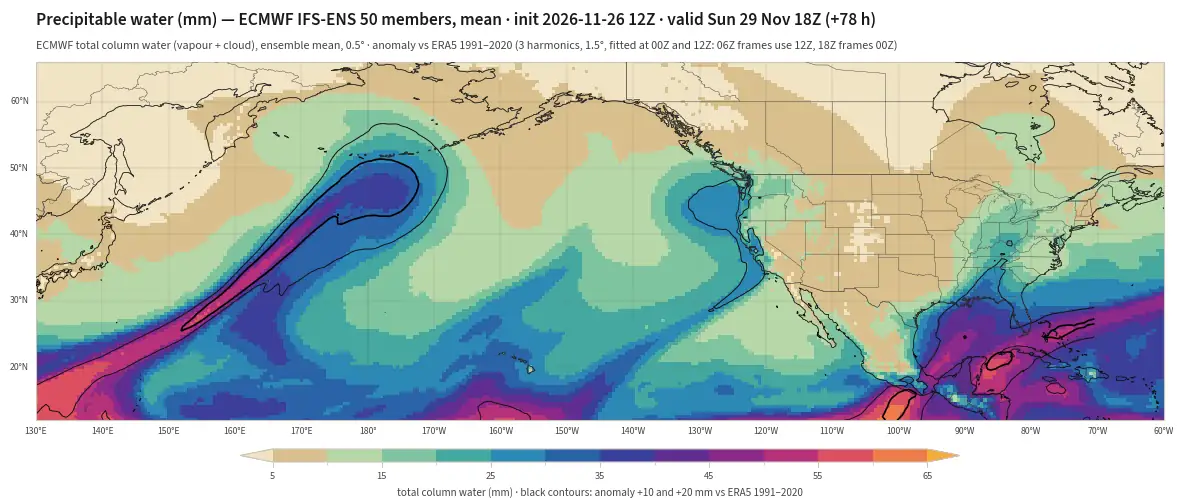 Precipitable water (mm) — ECMWF IFS-ENS 50 members, mean · init 2026-11-26 12Z · valid Sun 29 Nov 18Z (+78 h)
ECMWF total column water (vapour + cloud), ensemble mean, 0.5° · anomaly vs ERA5 1991–2020 (3 harmonics, 1.5°, fitted at 00Z and 12Z: 06Z frames use 12Z, 18Z frames 00Z)
60°N
50°N
40°N
30°N
20°N
130°E 140°E 150°E 160°E 170°E 180° 170°W 160°W 150°W 140°W 130°W 120°W 110°W 100°W 90°W 80°W 70°W 60°W
5 15 25 35 45 55 65
total column water (mm) · black contours: anomaly +10 and +20 mm vs ERA5 1991–2020